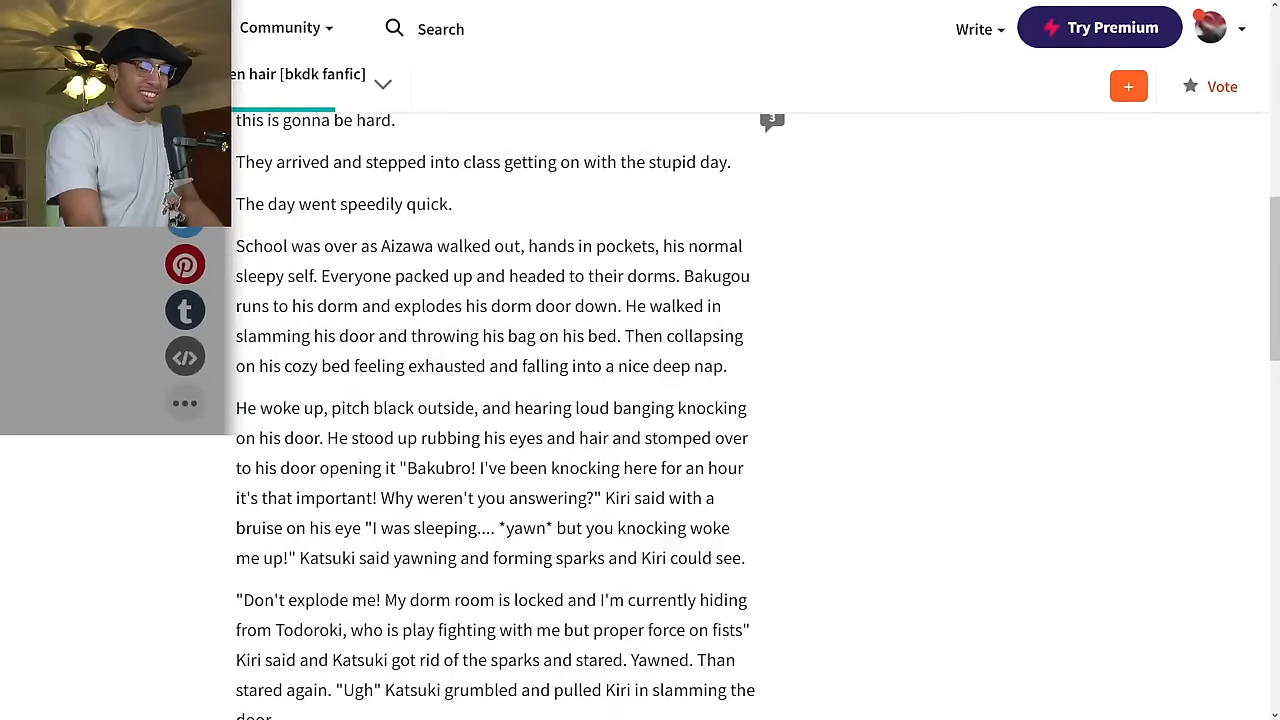 Community
Search
Write
Try Premium
en hair [bkdk fanfic]
+
Vote
this is gonna be hard.
3
They arrived and stepped into class getting on with the stupid day.
The day went speedily quick.
School was over as Aizawa walked out, hands in pockets, his normal
sleepy self. Everyone packed up and headed to their dorms. Bakugou
runs to his dorm and explodes his dorm door down. He walked in
slamming his door and throwing his bag on his bed. Then collapsing
on his cozy bed feeling exhausted and falling into a nice deep nap.
He woke up, pitch black outside, and hearing loud banging knocking
on his door. He stood up rubbing his eyes and hair and stomped over
to his door opening it "Bakubro! I've been knocking here for an hour
it's that important! Why weren't you answering?" Kiri said with a
bruise on his eye "I was sleeping.... *yawn* but you knocking woke
me up!" Katsuki said yawning and forming sparks and Kiri could see.
"Don't explode me! My dorm room is locked and I'm currently hiding
from Todoroki, who is play fighting with me but proper force on fists"
Kiri said and Katsuki got rid of the sparks and stared. Yawned. Than
stared again. "Ugh" Katsuki grumbled and pulled Kiri in slamming the
door